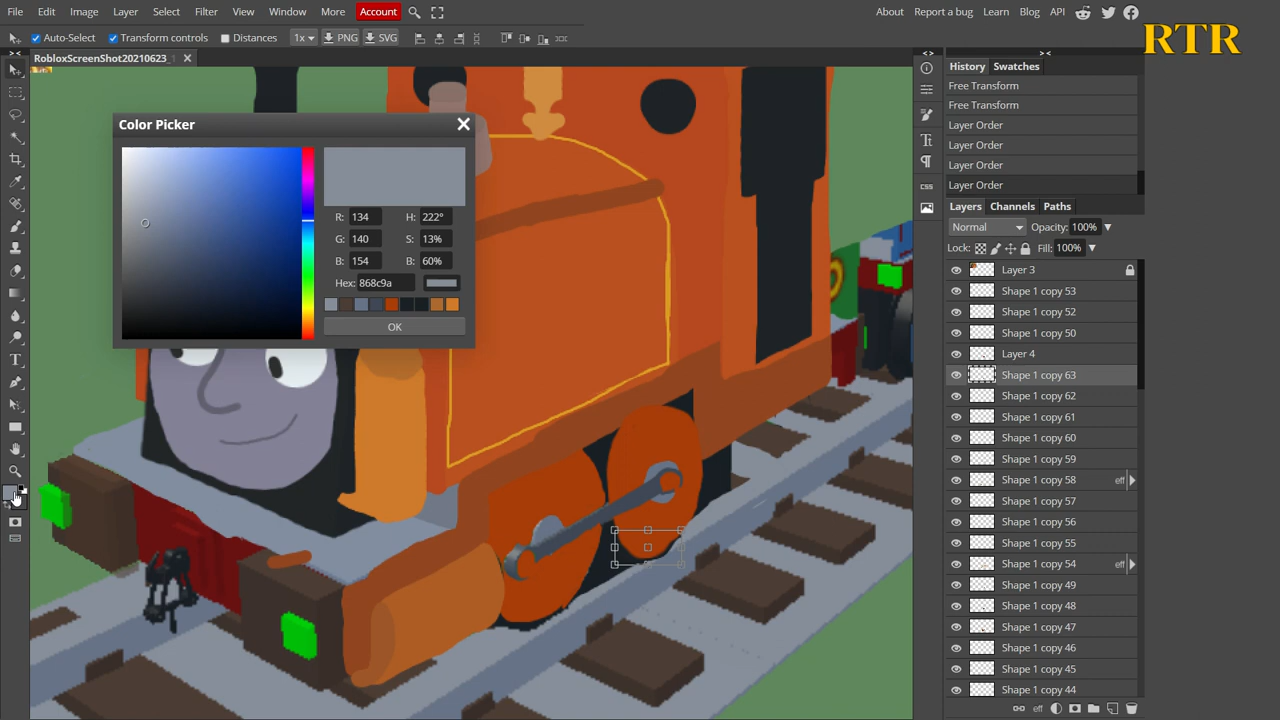 File Edit Image Layer Select Filter View Window More Account
About Report a bug Learn Blog API
RTR
Auto-Select Transform controls Distances 1x PNG SVG
RobloxScreenShot20210623_1
Color Picker
R: 134 H: 222°
G: 140 S: 13%
B: 154 B: 60%
Hex: 868c9a
OK
CSS
History Swatches
Free Transform
Free Transform
Layer Order
Layer Order
Layer Order
Layer Order
Layers Channels Paths
Normal Opacity: 100%
Lock: Fill: 100%
Layer 3
Shape 1 copy 53
Shape 1 copy 52
Shape 1 copy 50
Layer 4
Shape 1 copy 63
Shape 1 copy 62
Shape 1 copy 61
Shape 1 copy 60
Shape 1 copy 59
Shape 1 copy 58 eff
Shape 1 copy 57
Shape 1 copy 56
Shape 1 copy 55
Shape 1 copy 54 eff
Shape 1 copy 49
Shape 1 copy 48
Shape 1 copy 47
Shape 1 copy 46
Shape 1 copy 45
Shape 1 copy 44
eff